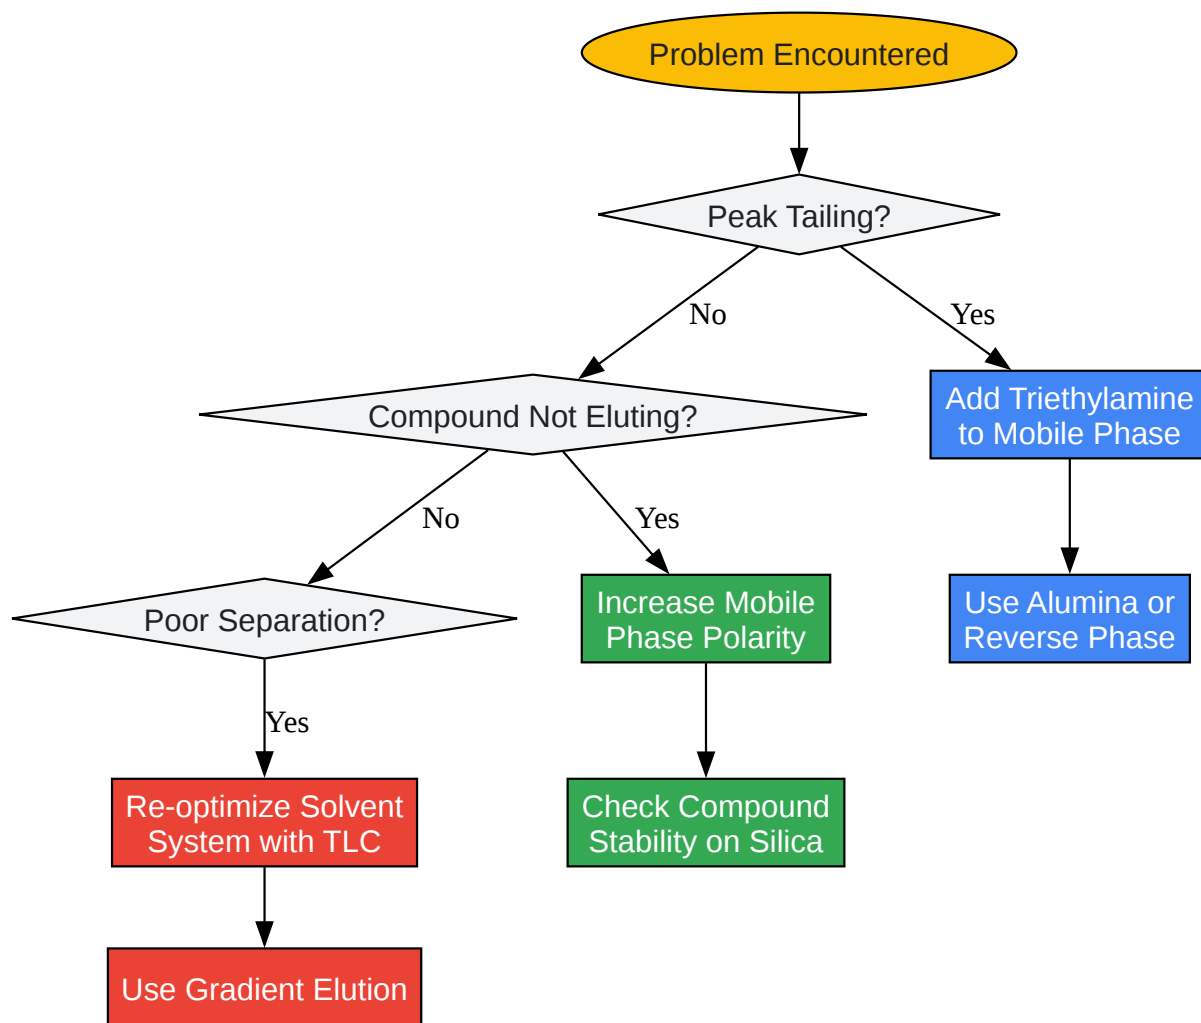 Problem Encountered
Peak Tailing?
No
Yes
Compound Not Eluting?
Add Triethylamine
to Mobile Phase
No
Yes
Poor Separation?
Increase Mobile
Phase Polarity
Use Alumina or
Reverse Phase
Yes
Re-optimize Solvent
System with TLC
Check Compound
Stability on Silica
Use Gradient Elution